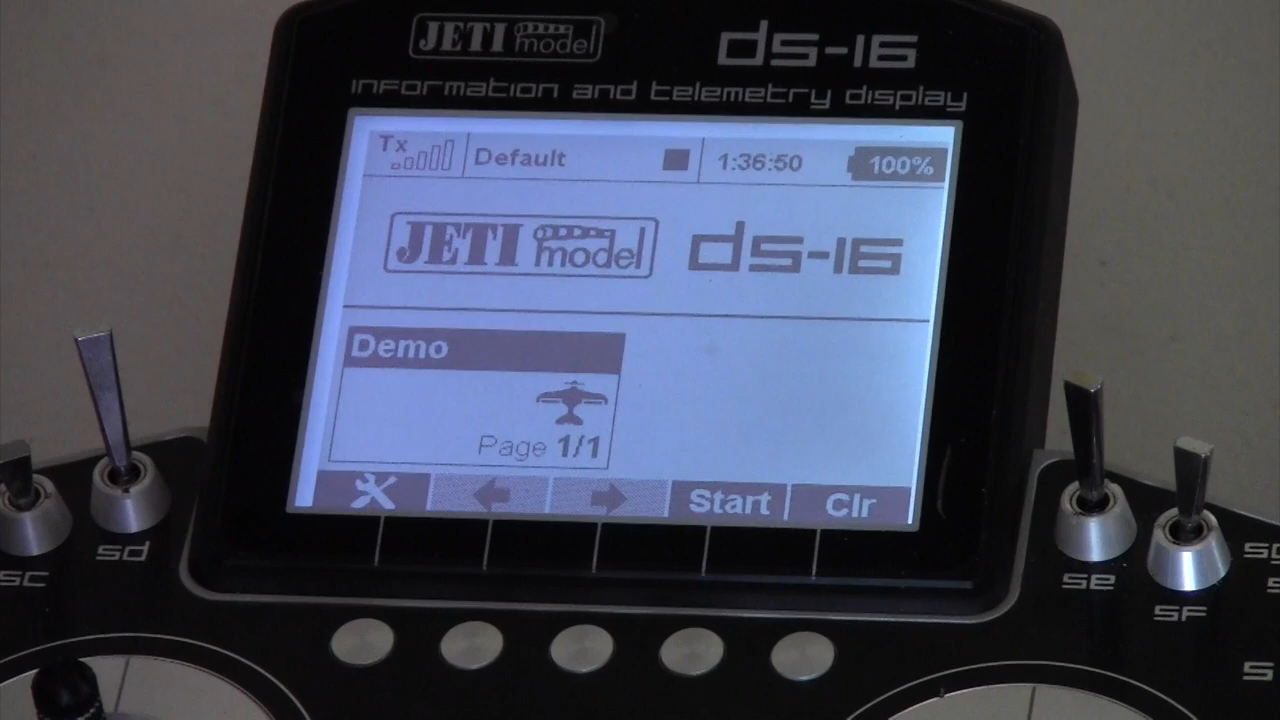 JETI model
ds-16
information and telemetry display
Tx
Default
1:36:50
100%
JETI model
ds-16
Demo
Page 1/1
Start
Clr
sc
sd
se
sf